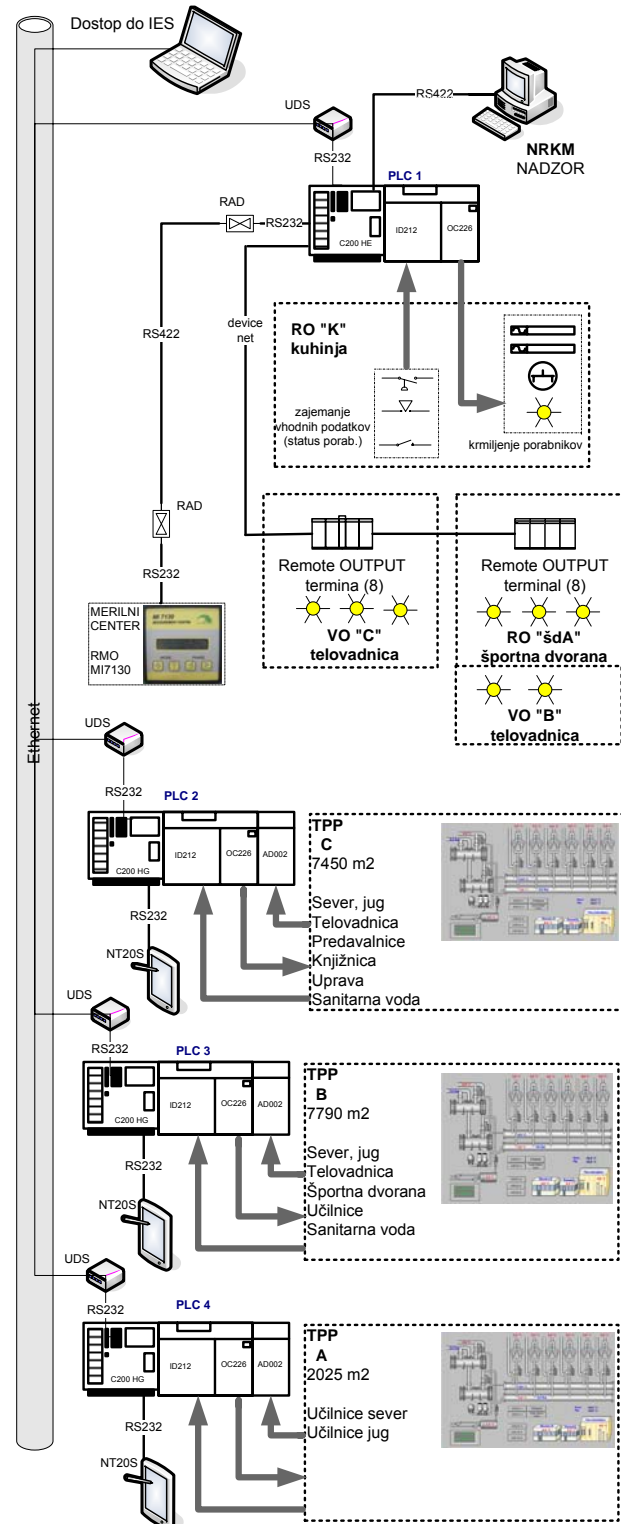 Dostop do IES
UDS
RS422
RS232
NRKM
NADZOR
PLC 1
RAD
RS232
ID212
OC226
C200 HE
RS422
device
net
RO "K"
kuhinja
zajemanje
vhodnih podatkov
(status porab.)
krmiljenje porabnikov
RAD
RS232
Remote OUTPUT
termina (8)
VO "C"
telovadnica
Remote OUTPUT
terminal (8)
RO "šdA"
športna dvorana
VO "B"
telovadnica
MERILNI
CENTER
RMO
MI7130
MI 7130
Ethernet
UDS
RS232
PLC 2
ID212
OC226
AD002
C200 HG
RS232
NT20S
TPP
C
7450 m2
Sever, jug
Telovadnica
Predavalnice
Knjižnica
Uprava
Sanitarna voda
UDS
RS232
PLC 3
ID212
OC226
AD002
C200 HG
RS232
NT20S
TPP
B
7790 m2
Sever, jug
Telovadnica
Športna dvorana
Učilnice
Sanitarna voda
UDS
RS232
PLC 4
ID212
OC226
AD002
C200 HG
RS232
NT20S
TPP
A
2025 m2
Učilnice sever
Učilnice jug